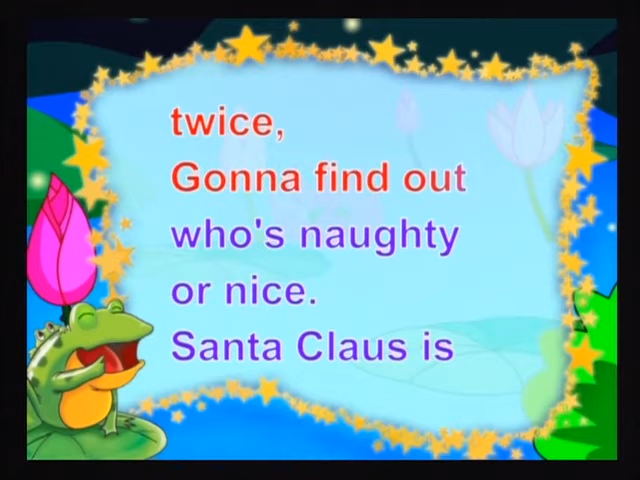 twice,
Gonna find out
who's naughty
or nice.
Santa Claus is